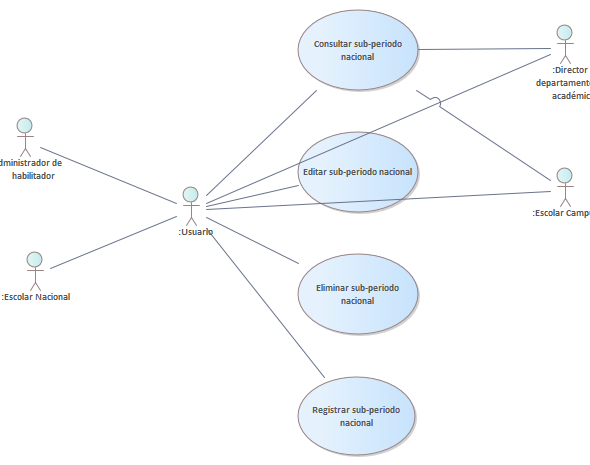 Consultar sub-periodo
nacional
:Director
departament
académic
dministrador de
habilitador
Editar sub-periodo nacional
:Escolar Camp
:Usuario
:Escolar Nacional
Eliminar sub-periodo
nacional
Registrar sub-periodo
nacional